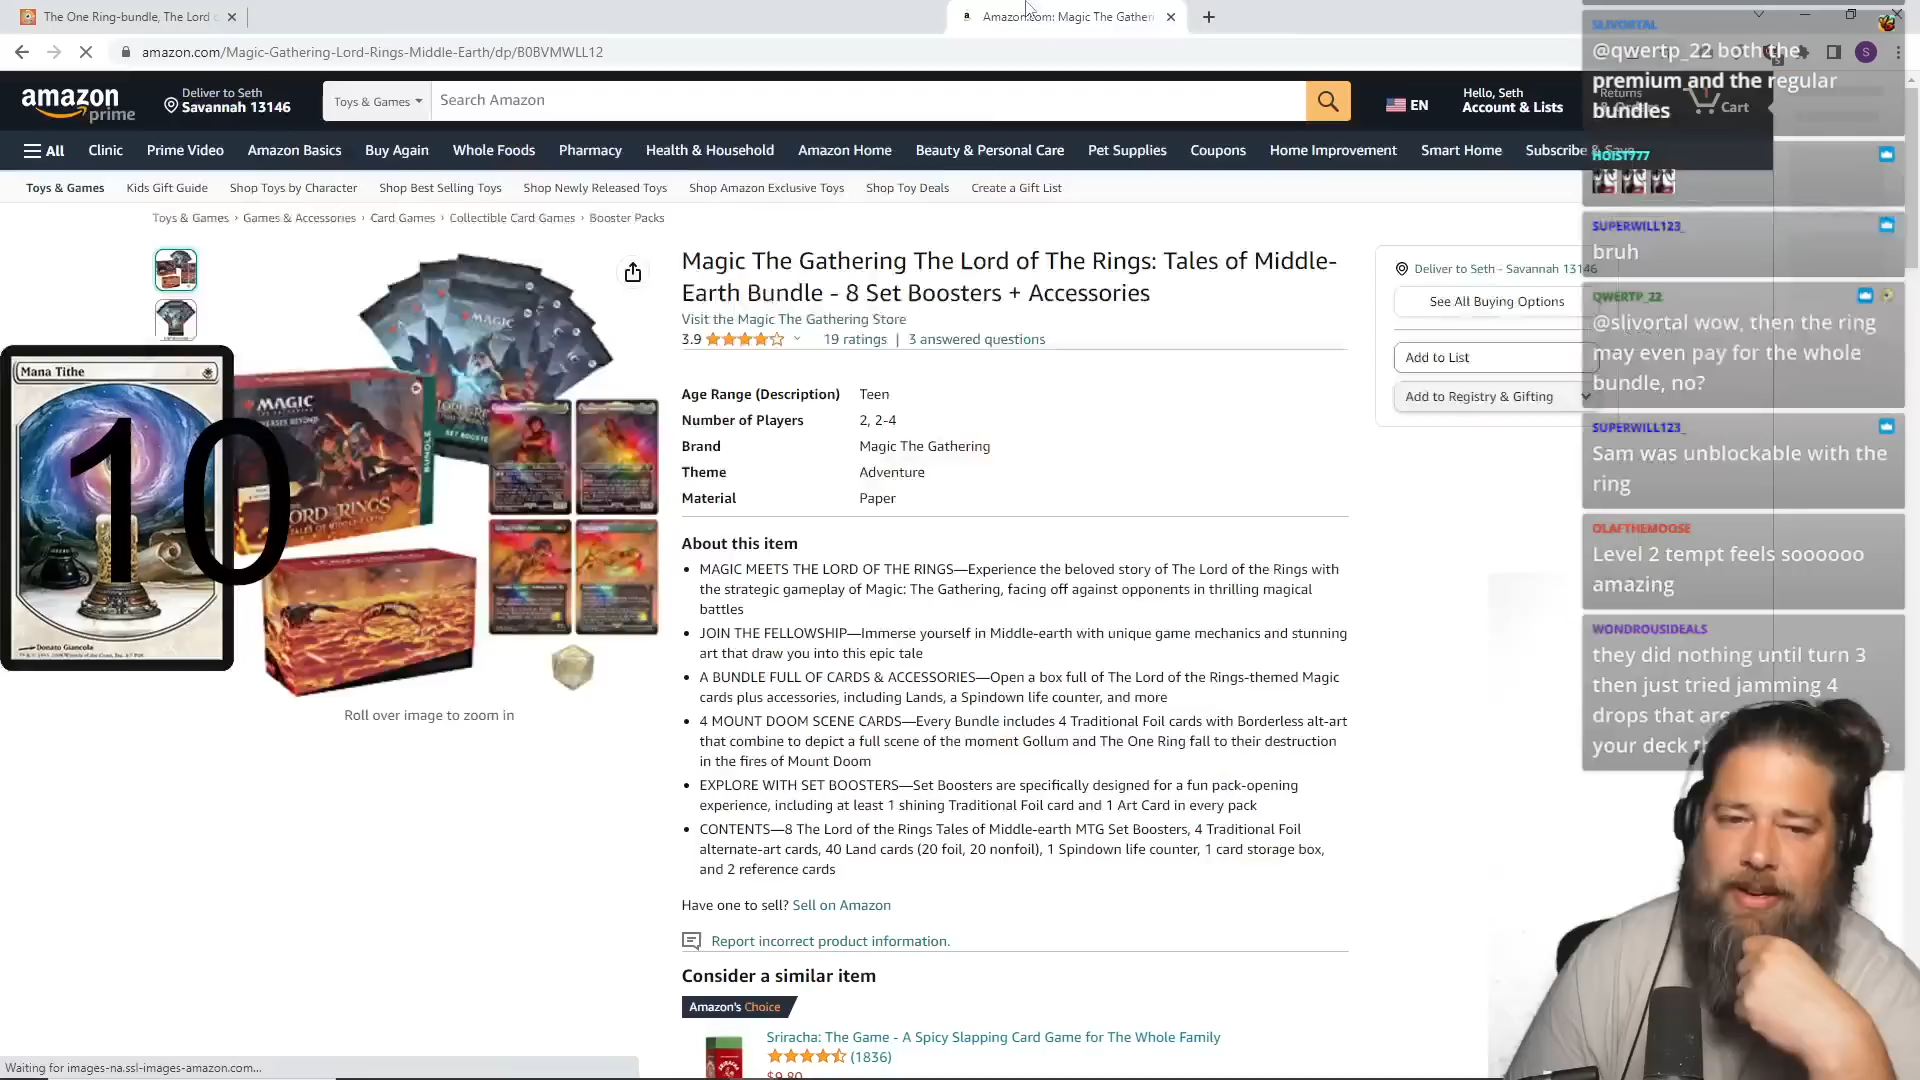 The One Ring-bundle, The Lord
Amazon.com: Magic The Gatheri
amazon.com/Magic-Gathering-Lord-Rings-Middle-Earth/dp/B0BVMWLL12
S
amazon prime
Deliver to Seth
Savannah 13146
Toys & Games
Search Amazon
EN
Hello, Seth
Account & Lists
Returns
Cart
All
Clinic
Prime Video
Amazon Basics
Buy Again
Whole Foods
Pharmacy
Health & Household
Amazon Home
Beauty & Personal Care
Pet Supplies
Coupons
Home Improvement
Smart Home
Subscribe & Save
Toys & Games
Kids Gift Guide
Shop Toys by Character
Shop Best Selling Toys
Shop Newly Released Toys
Shop Amazon Exclusive Toys
Shop Toy Deals
Create a Gift List
Toys & Games › Games & Accessories › Card Games › Collectible Card Games › Booster Packs
Mana Tithe
10
Donato Giancola
MAGIC
MAGIC
BUNDLE
LORD RINGS
Roll over image to zoom in
Magic The Gathering The Lord of The Rings: Tales of Middle-
Earth Bundle - 8 Set Boosters + Accessories
Visit the Magic The Gathering Store
3.9
19 ratings | 3 answered questions
Age Range (Description) Teen
Number of Players 2, 2-4
Brand Magic The Gathering
Theme Adventure
Material Paper
About this item
• MAGIC MEETS THE LORD OF THE RINGS—Experience the beloved story of The Lord of the Rings with
the strategic gameplay of Magic: The Gathering, facing off against opponents in thrilling magical
battles
• JOIN THE FELLOWSHIP—Immerse yourself in Middle-earth with unique game mechanics and stunning
art that draw you into this epic tale
• A BUNDLE FULL OF CARDS & ACCESSORIES—Open a box full of The Lord of the Rings-themed Magic
cards plus accessories, including Lands, a Spindown life counter, and more
• 4 MOUNT DOOM SCENE CARDS—Every Bundle includes 4 Traditional Foil cards with Borderless alt-art
that combine to depict a full scene of the moment Gollum and The One Ring fall to their destruction
in the fires of Mount Doom
• EXPLORE WITH SET BOOSTERS—Set Boosters are specifically designed for a fun pack-opening
experience, including at least 1 shining Traditional Foil card and 1 Art Card in every pack
• CONTENTS—8 The Lord of the Rings Tales of Middle-earth MTG Set Boosters, 4 Traditional Foil
alternate-art cards, 40 Land cards (20 foil, 20 nonfoil), 1 Spindown life counter, 1 card storage box,
and 2 reference cards
Have one to sell? Sell on Amazon
Report incorrect product information.
Consider a similar item
Amazon's Choice
Sriracha: The Game - A Spicy Slapping Card Game for The Whole Family
(1836)
$9.80
Deliver to Seth - Savannah 13146
See All Buying Options
Add to List
Add to Registry & Gifting
SLIVORTAL
@qwertp_22 both the
premium and the regular
bundles
HOIST777
SUPERWILL123_
bruh
QWERTP_22
@slivortal wow, then the ring
may even pay for the whole
bundle, no?
SUPERWILL123_
Sam was unblockable with the
ring
OLAFTHEMOOSE
Level 2 tempt feels soooooo
amazing
WONDROUSIDEALS
they did nothing until turn 3
then just tried jamming 4
drops that are
your deck
Waiting for images-na.ssl-images-amazon.com...